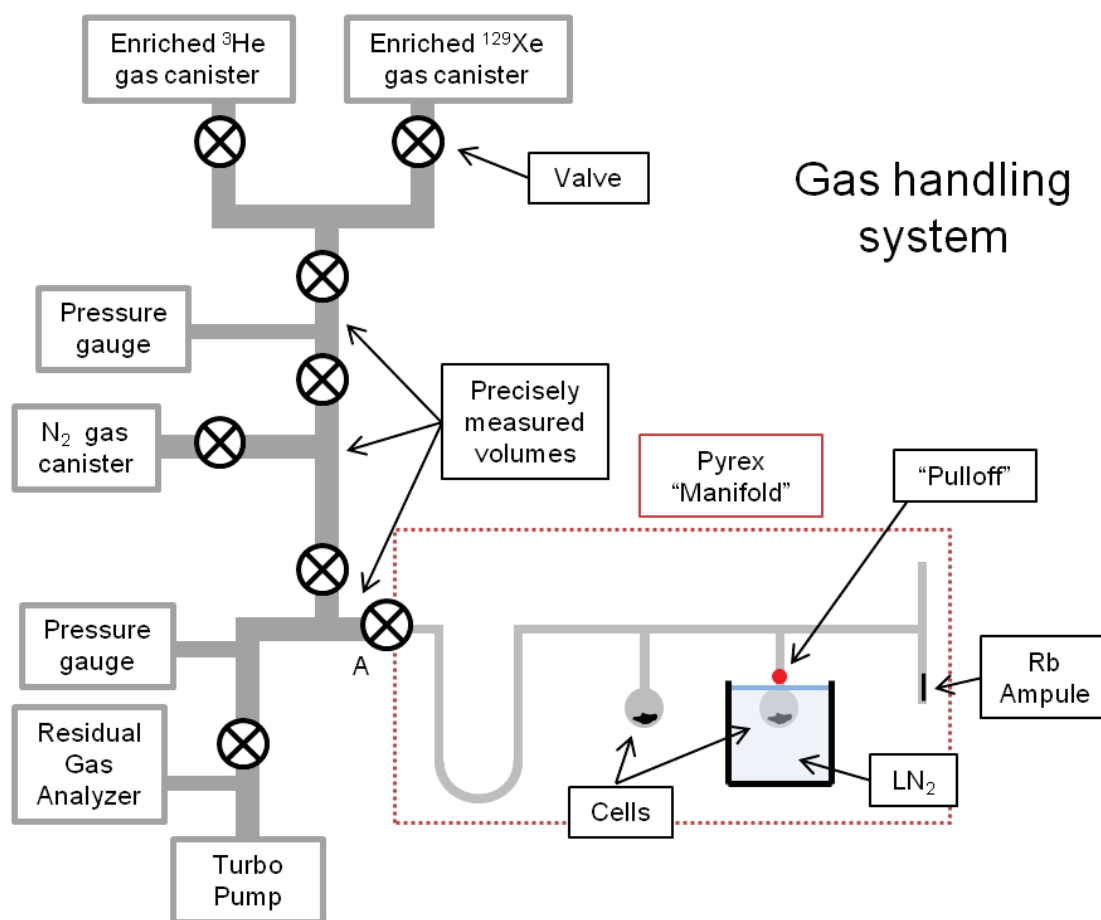 Enriched ³He
gas canister
Enriched ¹²⁹Xe
gas canister
Valve
Gas handling
system
Pressure
gauge
Precisely
measured
volumes
N₂ gas
canister
Pyrex
“Manifold”
“Pulloff”
Pressure
gauge
A
Rb
Ampule
Residual
Gas
Analyzer
LN₂
Cells
Turbo
Pump